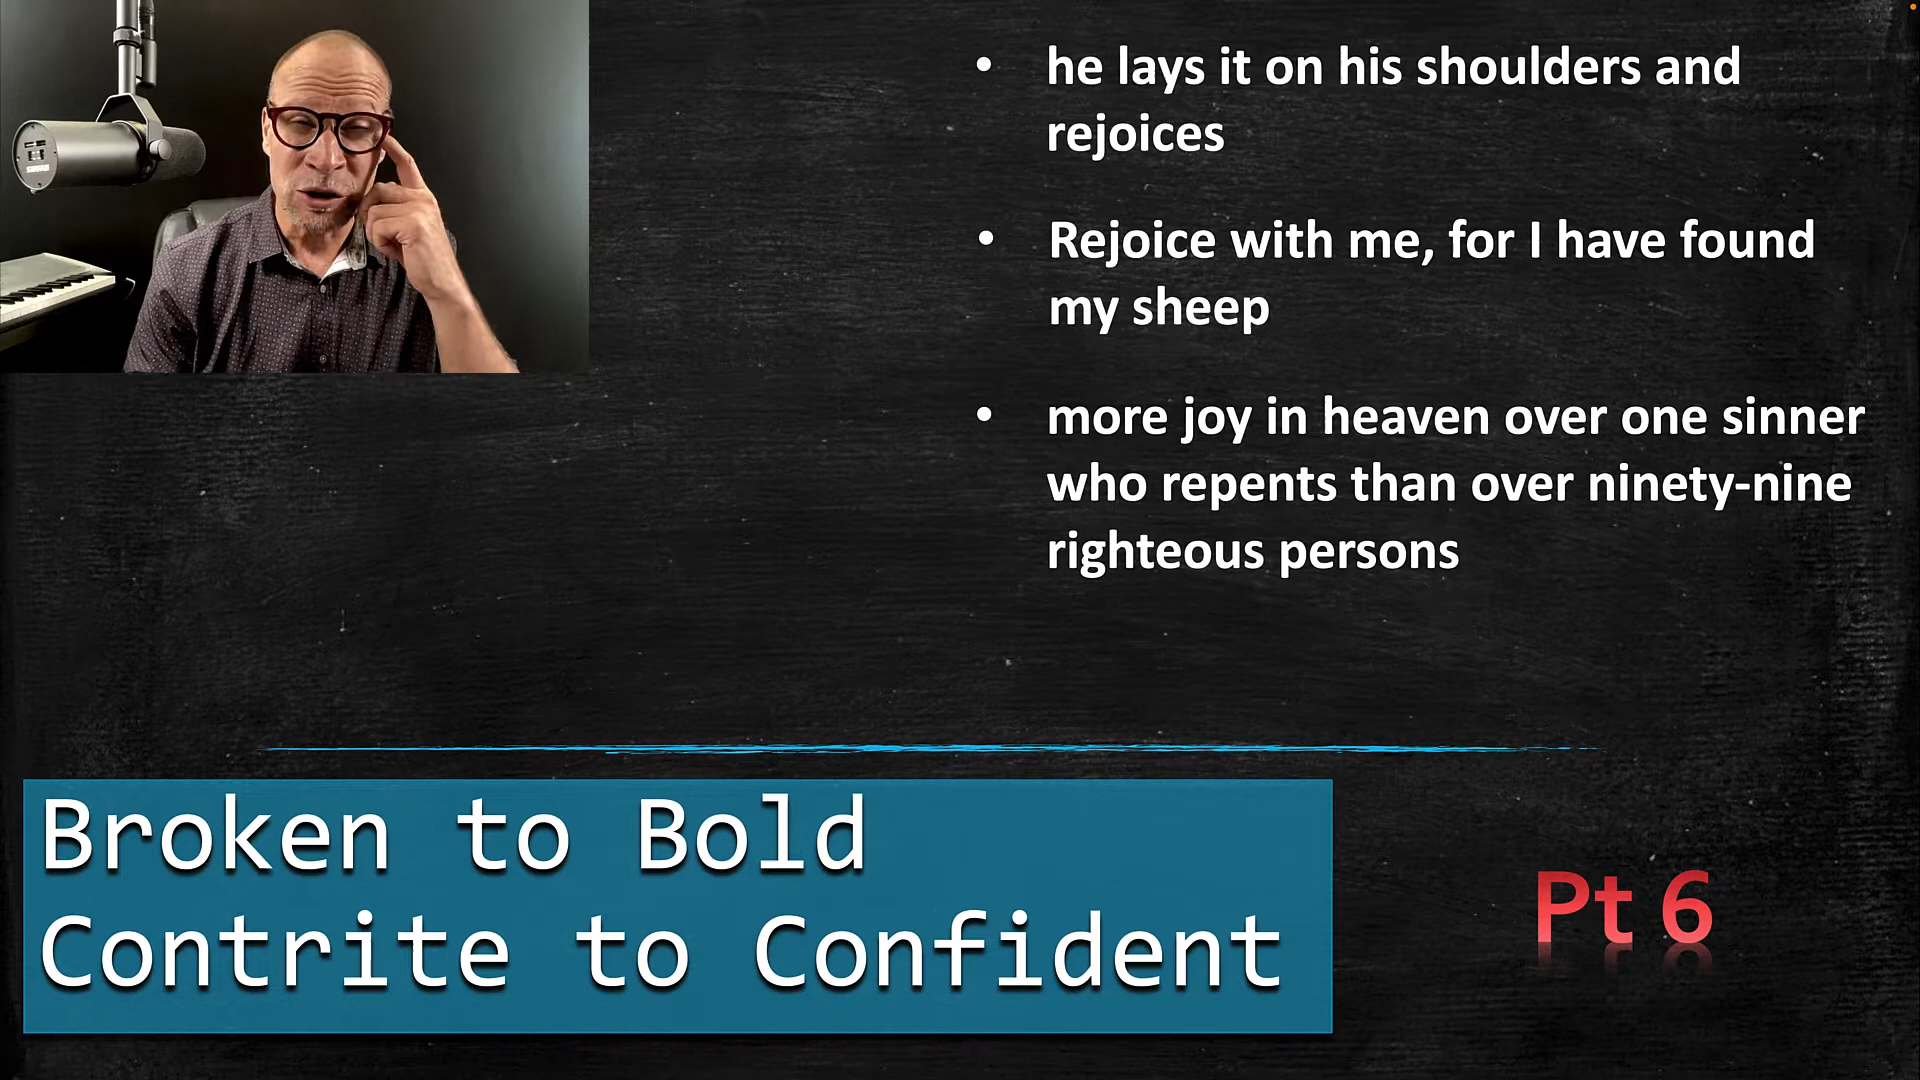 • he lays it on his shoulders and
rejoices
• Rejoice with me, for I have found
my sheep
• more joy in heaven over one sinner
who repents than over ninety-nine
righteous persons
Broken to Bold
Contrite to Confident
Pt 6